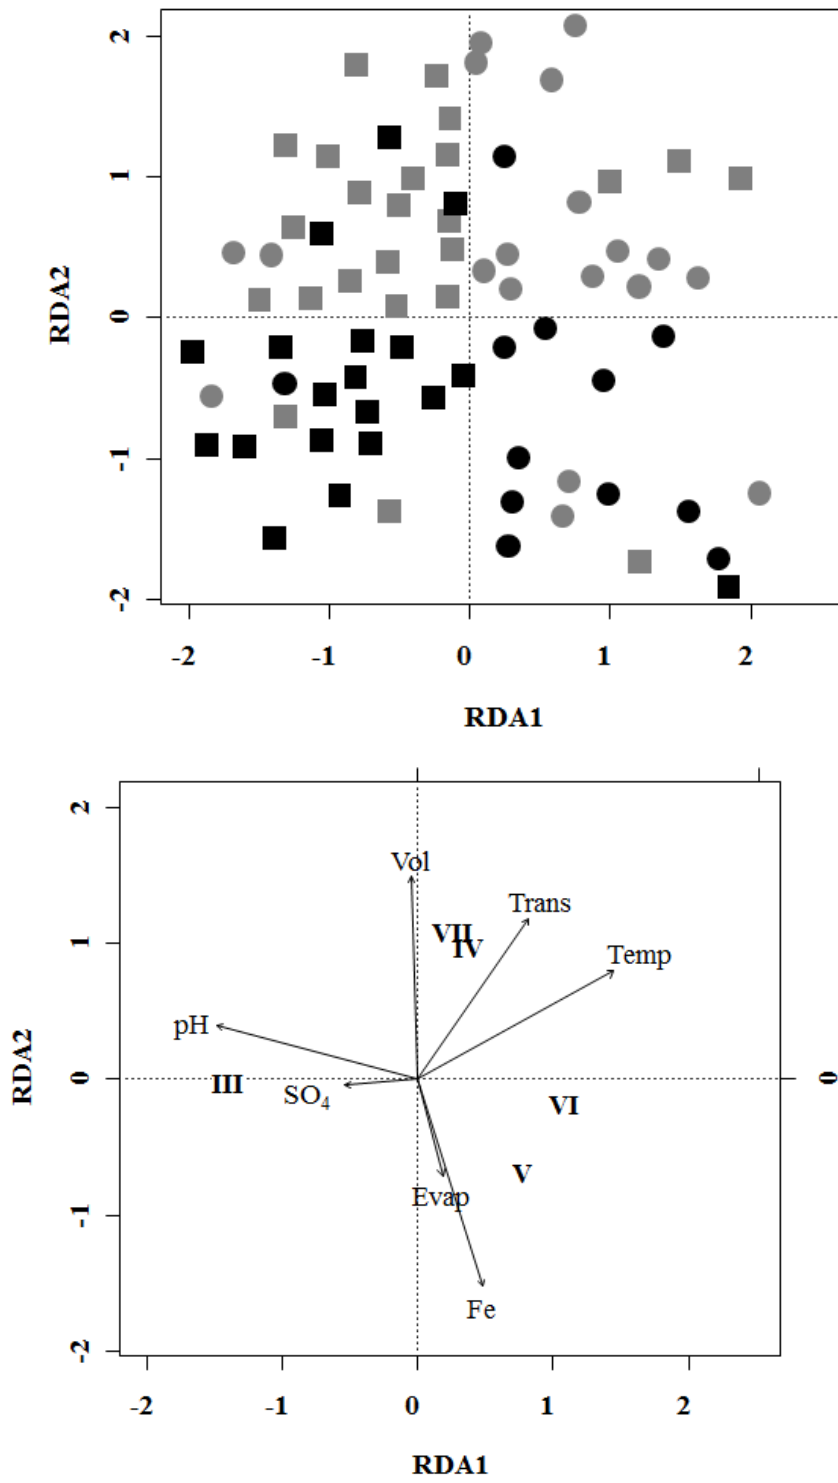 2
1
0
-1
-2
RDA2
-2
-1
0
1
2
RDA1
2
1
0
-1
-2
RDA2
Vol
Trans
VII
IV
Temp
pH
III
SO₄
VI
V
Evap
Fe
0
-2
-1
0
1
2
RDA1